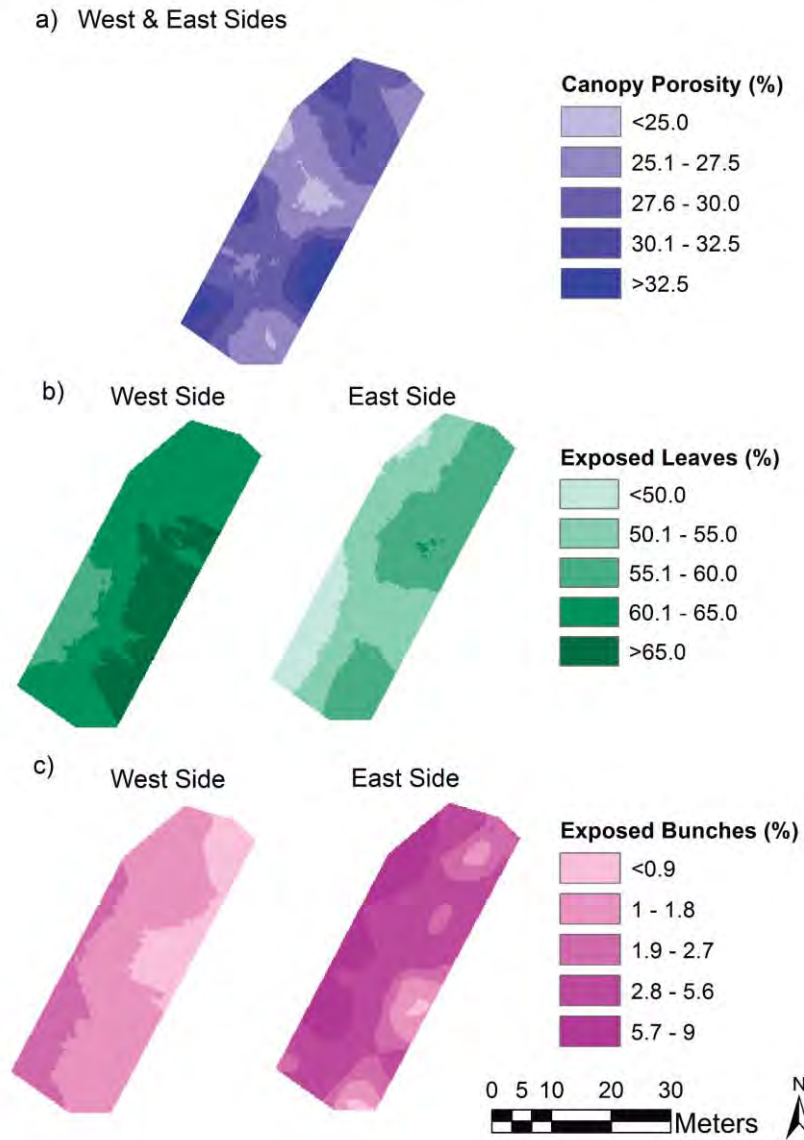 a) West & East Sides
Canopy Porosity (%)
<25.0
25.1 - 27.5
27.6 - 30.0
30.1 - 32.5
>32.5
b) West Side East Side
Exposed Leaves (%)
<50.0
50.1 - 55.0
55.1 - 60.0
60.1 - 65.0
>65.0
c) West Side East Side
Exposed Bunches (%)
<0.9
1 - 1.8
1.9 - 2.7
2.8 - 5.6
5.7 - 9
0 5 10 20 30
Meters
N